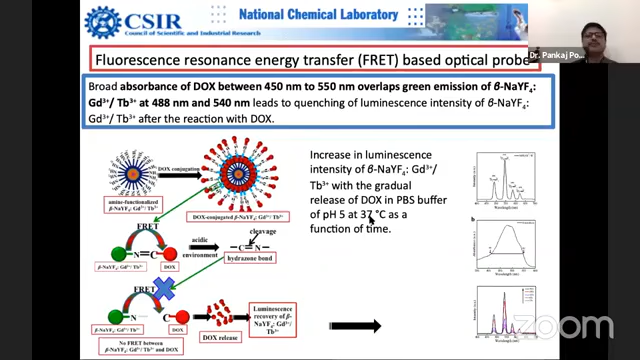 CSIR
Council of Scientific and Industrial Research
National Chemical Laboratory
Dr. Pankaj Po...
Fluorescence resonance energy transfer (FRET) based optical probe
Broad absorbance of DOX between 450 nm to 550 nm overlaps green emission of β-NaYF₄:
Gd³⁺/ Tb³⁺ at 488 nm and 540 nm leads to quenching of luminescence intensity of β-NaYF₄:
Gd³⁺/ Tb³⁺ after the reaction with DOX.
DOX conjugation
amine-functionalized
β-NaYF₄: Gd³⁺/Tb³⁺
DOX-conjugated β-NaYF₄: Gd³⁺/Tb³⁺
Increase in luminescence
intensity of β-NaYF₄: Gd³⁺/
Tb³⁺ with the gradual
release of DOX in PBS buffer
of pH 5 at 37 °C as a
function of time.
FRET
N=C
β-NaYF₄: Gd³⁺/Tb³⁺
DOX
acidic
environment
cleavage
C=N
hydrazone bond
FRET
N
C
β-NaYF₄: Gd³⁺/Tb³⁺
DOX
No FRET between
β-NaYF₄: Gd³⁺/Tb³⁺ and DOX
DOX release
Luminescence
recovery of β-
NaYF₄: Gd³⁺/
Tb³⁺
b
zoom